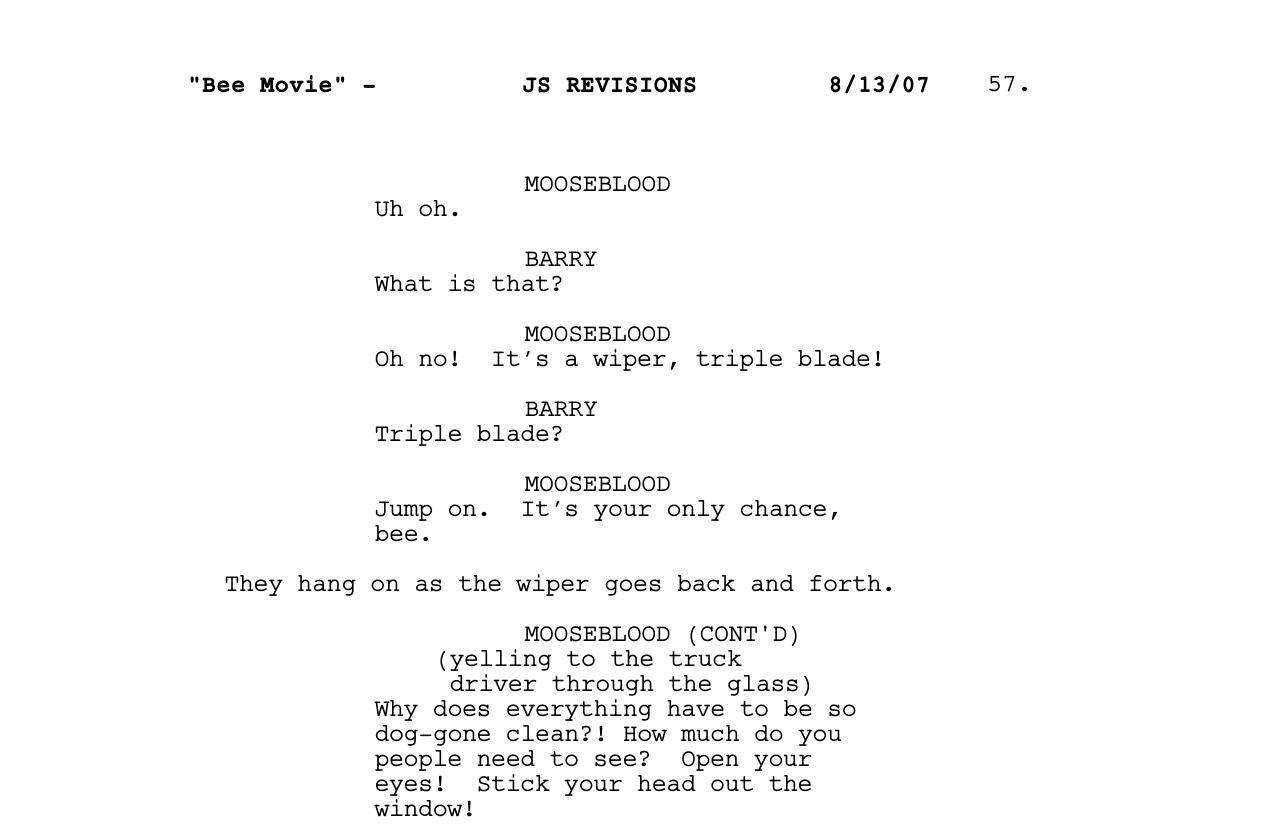 "Bee Movie" - JS REVISIONS 8/13/07 57.
MOOSEBLOOD
Uh oh.
BARRY
What is that?
MOOSEBLOOD
Oh no!  It’s a wiper, triple blade!
BARRY
Triple blade?
MOOSEBLOOD
Jump on.  It’s your only chance,
bee.
They hang on as the wiper goes back and forth.
MOOSEBLOOD (CONT'D)
(yelling to the truck
driver through the glass)
Why does everything have to be so
dog-gone clean?! How much do you
people need to see?  Open your
eyes!  Stick your head out the
window!